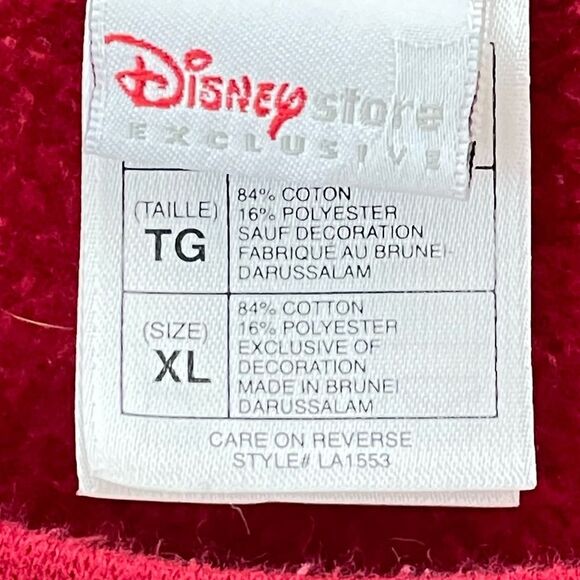 Disney store
EXCLUSIVE
(TAILLE)
TG
84% COTON
16% POLYESTER
SAUF DECORATION
FABRIQUÉ AU BRUNEI-
DARUSSALAM
(SIZE)
XL
84% COTTON
16% POLYESTER
EXCLUSIVE OF
DECORATION
MADE IN BRUNEI
DARUSSALAM
CARE ON REVERSE
STYLE# LA1553